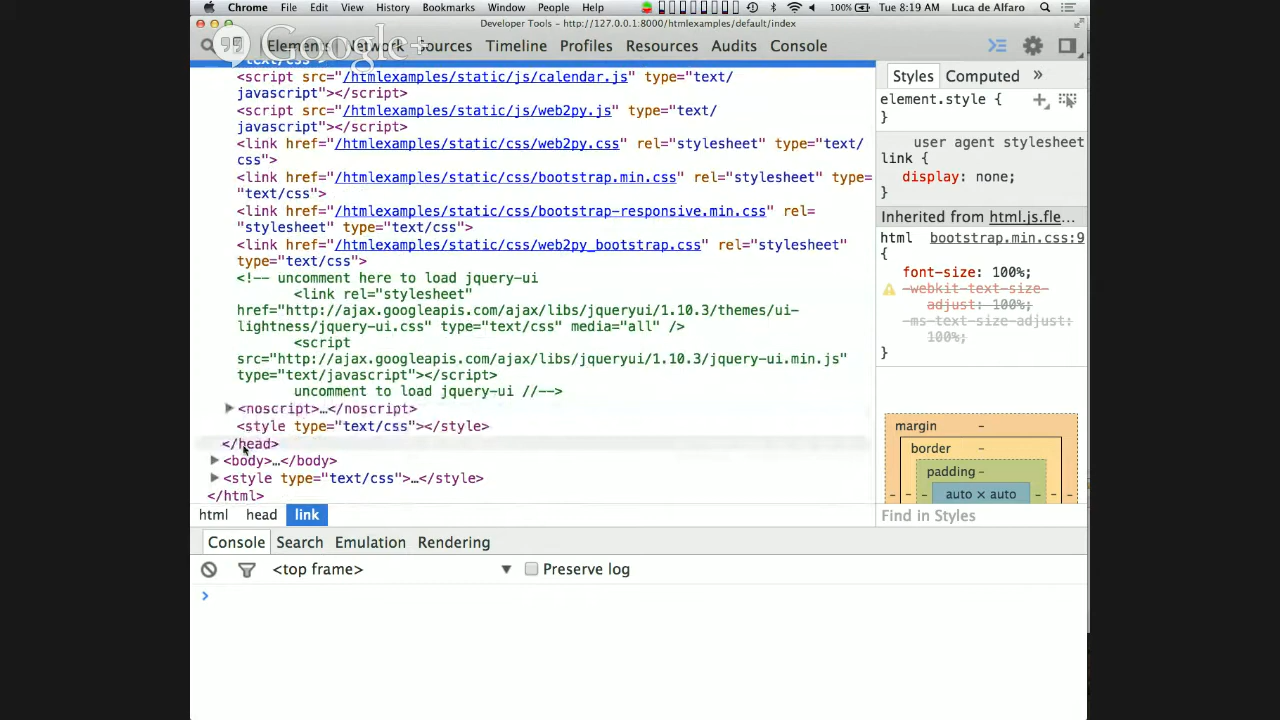 Chrome File Edit View History Bookmarks Window People Help 100% Tue 8:19 AM Luca de Alfaro
Developer Tools - http://127.0.0.1:8000/htmlexamples/default/index
Google+
Elements Network Sources Timeline Profiles Resources Audits Console
text/css">
<script src="/htmlexamples/static/js/calendar.js" type="text/
javascript"></script>
<script src="/htmlexamples/static/js/web2py.js" type="text/
javascript"></script>
<link href="/htmlexamples/static/css/web2py.css" rel="stylesheet" type="text/
css">
<link href="/htmlexamples/static/css/bootstrap.min.css" rel="stylesheet" type=
"text/css">
<link href="/htmlexamples/static/css/bootstrap-responsive.min.css" rel=
"stylesheet" type="text/css">
<link href="/htmlexamples/static/css/web2py_bootstrap.css" rel="stylesheet"
type="text/css">
<!-- uncomment here to load jquery-ui
<link rel="stylesheet"
href="http://ajax.googleapis.com/ajax/libs/jqueryui/1.10.3/themes/ui-
lightness/jquery-ui.css" type="text/css" media="all" />
<script
src="http://ajax.googleapis.com/ajax/libs/jqueryui/1.10.3/jquery-ui.min.js"
type="text/javascript"></script>
uncomment to load jquery-ui //-->
<noscript>…</noscript>
<style type="text/css"></style>
</head>
<body>…</body>
<style type="text/css">…</style>
</html>
html head link
Styles Computed »
element.style {
}
user agent stylesheet
link {
display: none;
}
Inherited from html.js.fle…
html bootstrap.min.css:9
{
font-size: 100%;
-webkit-text-size-
adjust: 100%;
-ms-text-size-adjust:
100%;
}
margin -
border -
padding -
- - - auto × auto - - -
Find in Styles
Console Search Emulation Rendering
<top frame> Preserve log